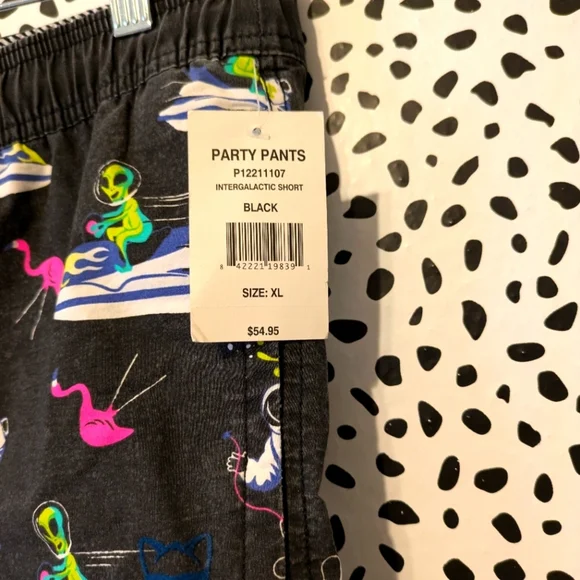 PARTY PANTS
P12211107
INTERGALACTIC SHORT
BLACK
8 42221 19839 1
SIZE: XL
$54.95